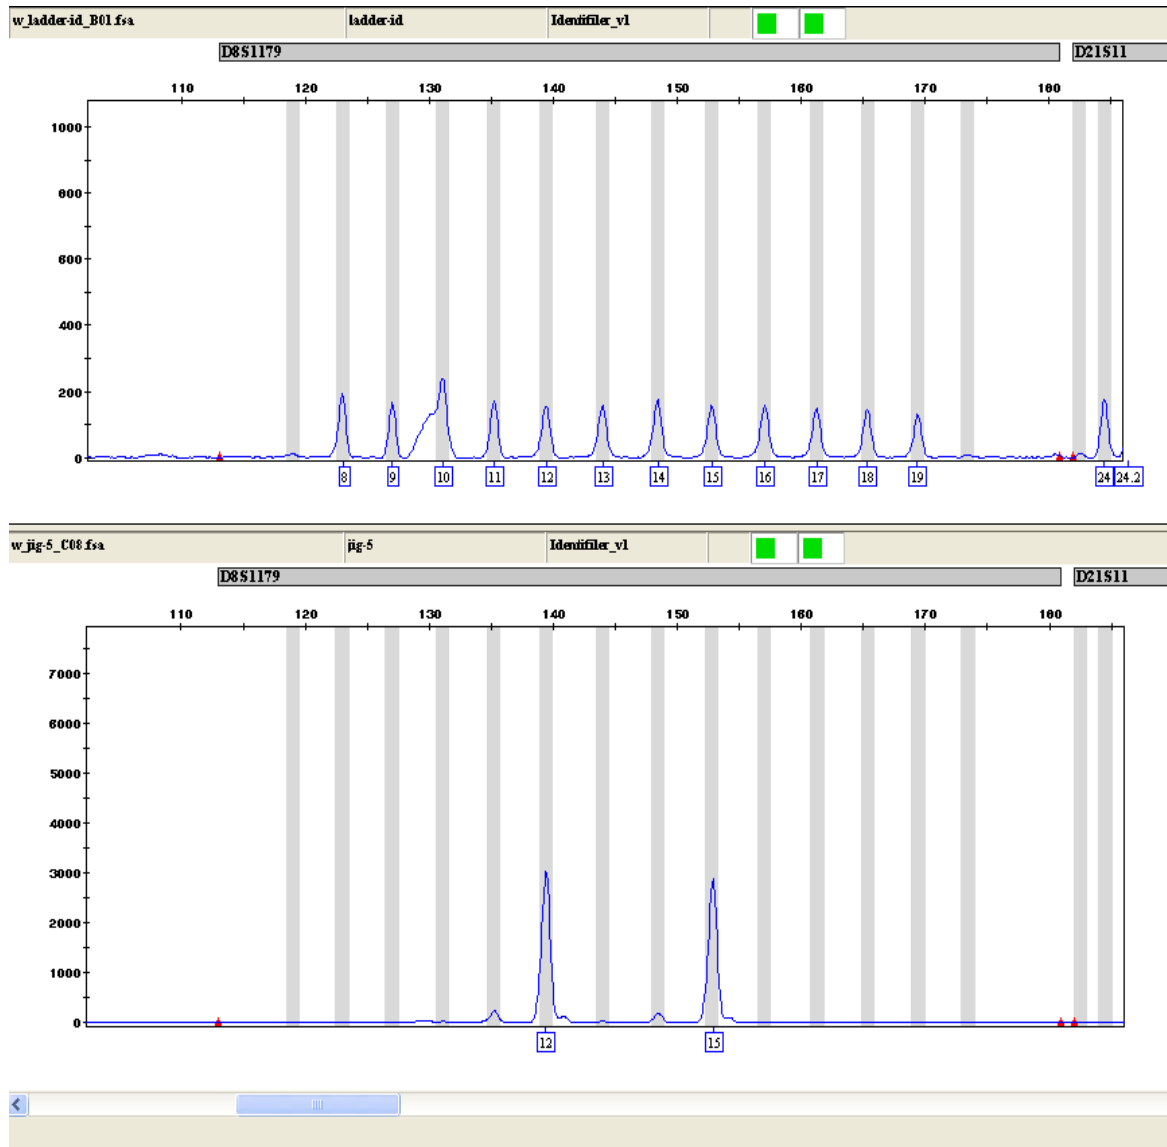 w_ladder-id_B01.fsa ladder-id Identifiler_v1
D8S1179 D21S11
110 120 130 140 150 160 170 180
1000
800
600
400
200
0
8 9 10 11 12 13 14 15 16 17 18 19 24 24.2
w_jig-5_C08.fsa jig-5 Identifiler_v1
D8S1179 D21S11
110 120 130 140 150 160 170 180
7000
6000
5000
4000
3000
2000
1000
0
12 15